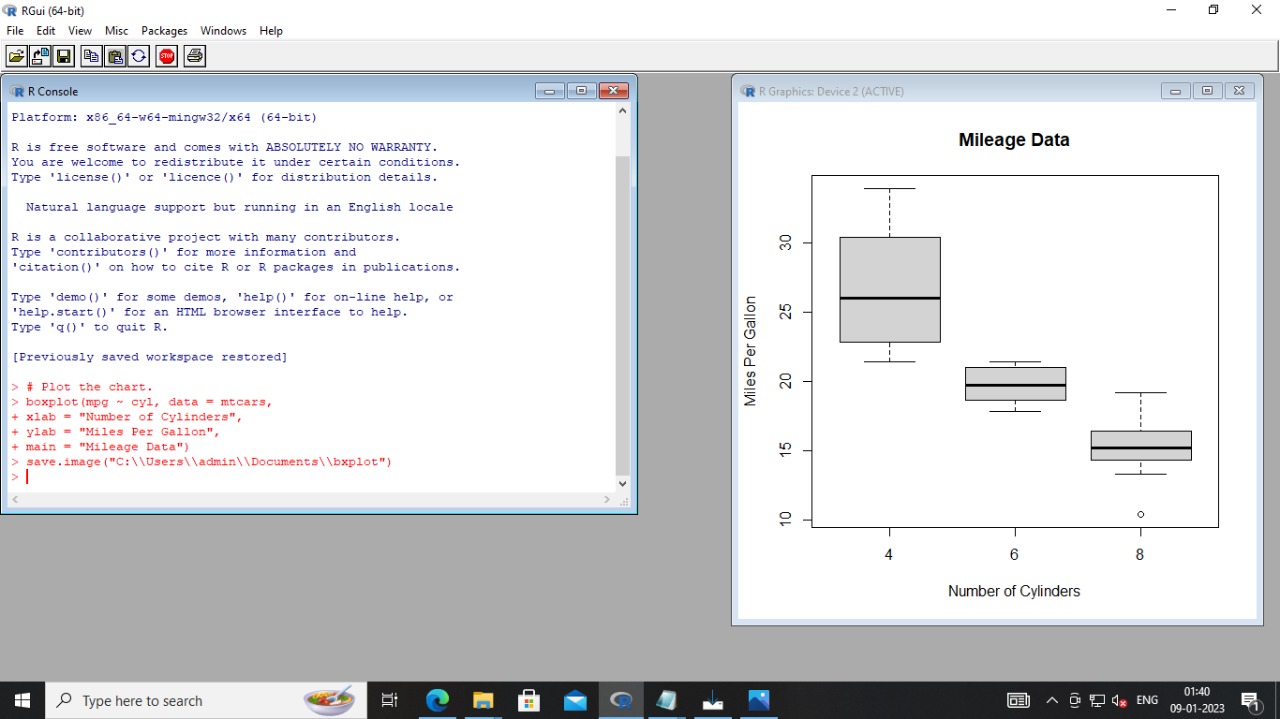 RGui (64-bit)
File Edit View Misc Packages Windows Help
STOP
R Console
Platform: x86_64-w64-mingw32/x64 (64-bit)
R is free software and comes with ABSOLUTELY NO WARRANTY.
You are welcome to redistribute it under certain conditions.
Type 'license()' or 'licence()' for distribution details.
Natural language support but running in an English locale
R is a collaborative project with many contributors.
Type 'contributors()' for more information and
'citation()' on how to cite R or R packages in publications.
Type 'demo()' for some demos, 'help()' for on-line help, or
'help.start()' for an HTML browser interface to help.
Type 'q()' to quit R.
[Previously saved workspace restored]
> # Plot the chart.
> boxplot(mpg ~ cyl, data = mtcars,
+ xlab = "Number of Cylinders",
+ ylab = "Miles Per Gallon",
+ main = "Mileage Data")
> save.image("C:\\Users\\admin\\Documents\\bxplot")
>
R Graphics: Device 2 (ACTIVE)
Mileage Data
Miles Per Gallon
30
25
20
15
10
4 6 8
Number of Cylinders
Type here to search
ENG
01:40
09-01-2023
1